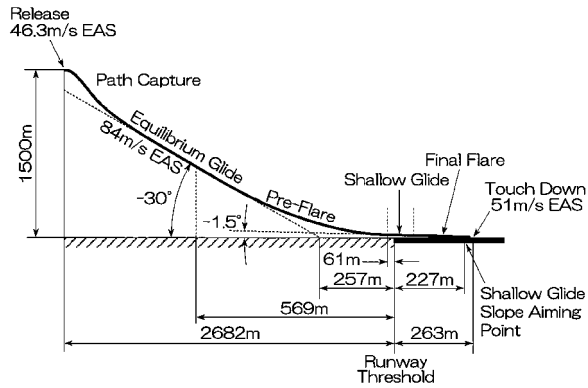 Release
46.3m/s EAS
Path Capture
1500m
Equilibrium Glide
84m/s EAS
-30°
Pre-Flare
-1.5°
Shallow Glide
Final Flare
Touch Down
51m/s EAS
61m
257m
227m
569m
2682m
263m
Shallow Glide
Slope Aiming
Point
Runway
Threshold